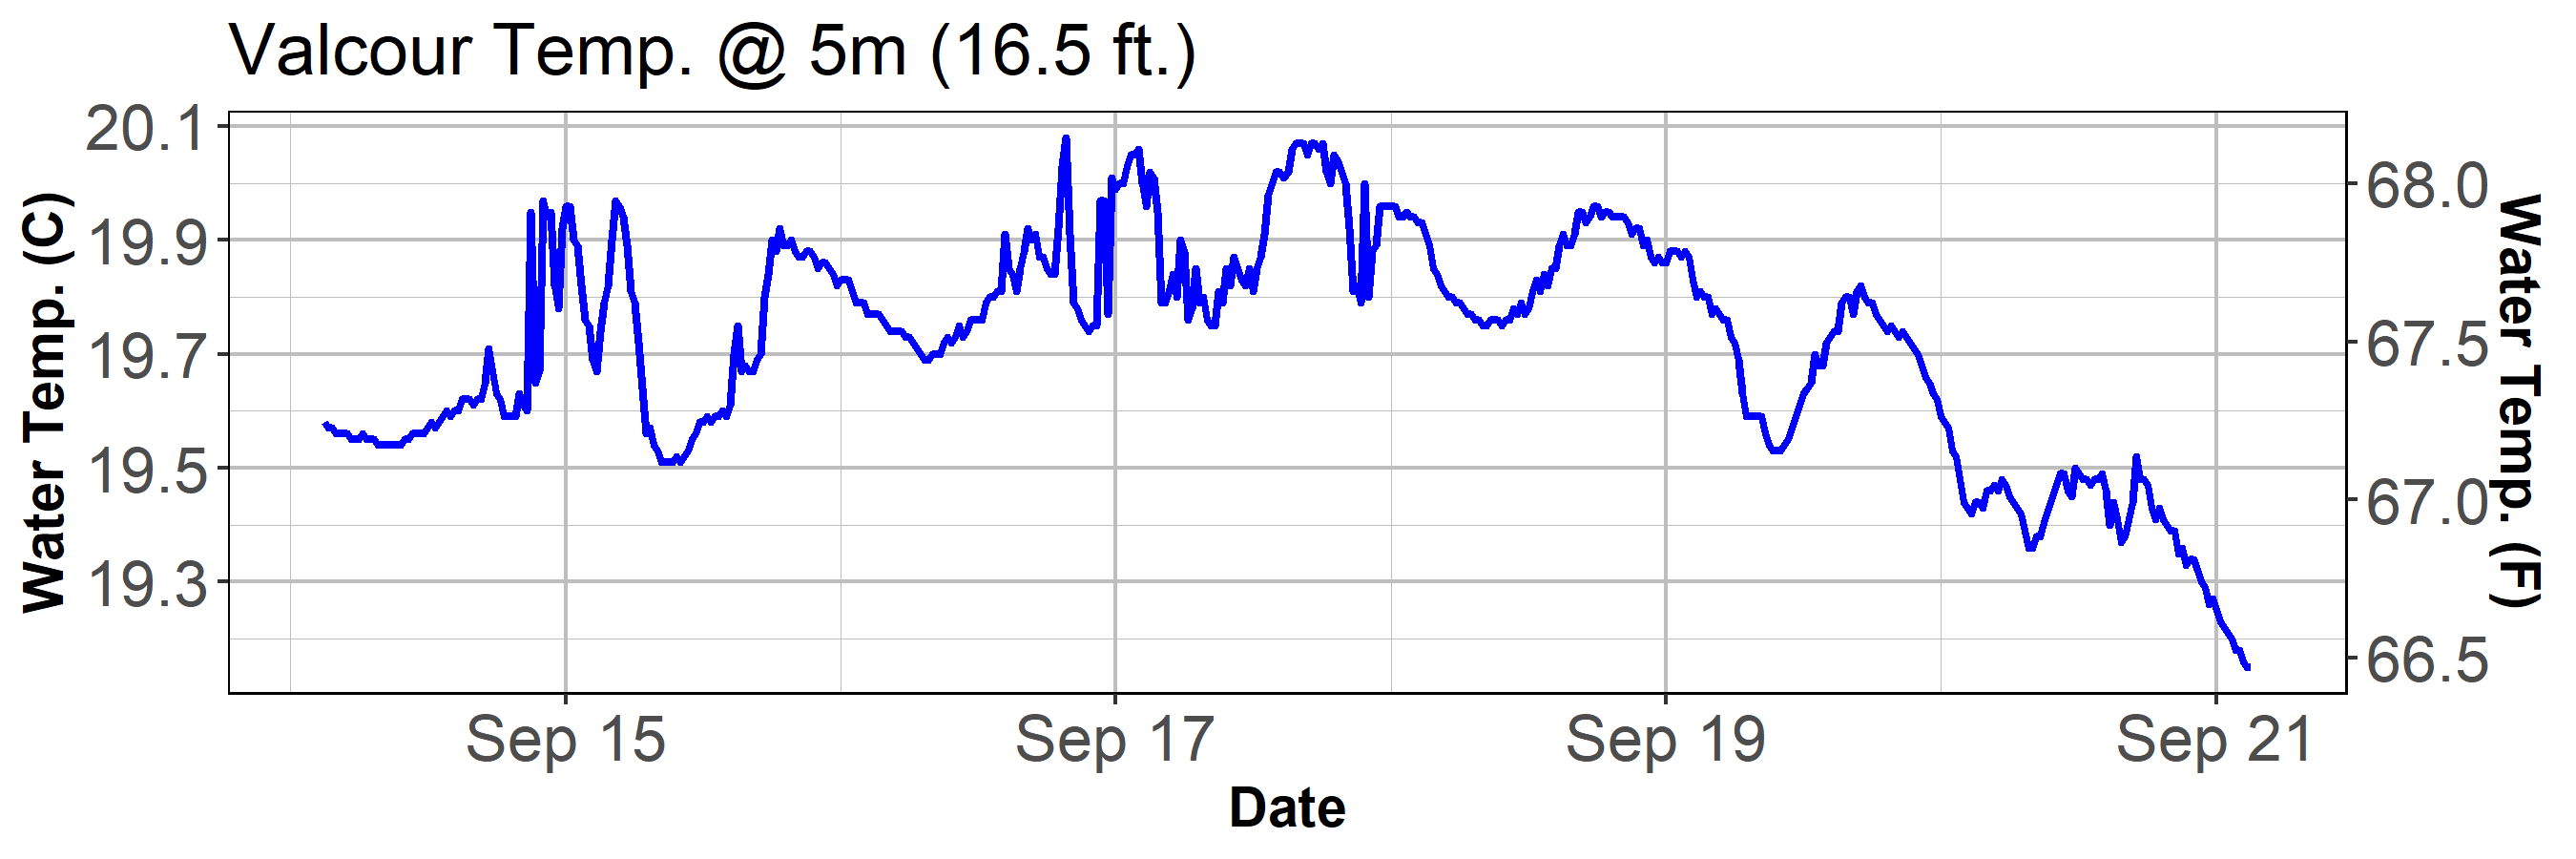 Valcour Temp. @ 5m (16.5 ft.)
Water Temp. (C)
20.1
19.9
19.7
19.5
19.3
68.0
67.5
67.0
66.5
Water Temp. (F)
Sep 15 Sep 17 Sep 19 Sep 21
Date